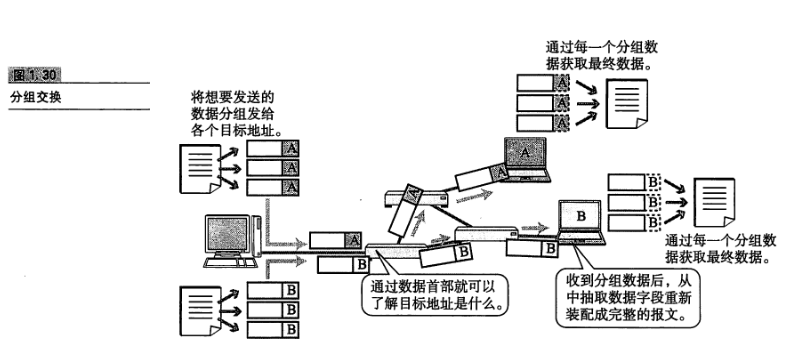 图1.30
分组交换
将想要发送的
数据分组发给
各个目标地址。
A
A
A
B
B
B
A
B
通过数据首部就可以
了解目标地址是什么。
A
B
A
B
A
B
通过每一个分组数
据获取最终数据。
A
A
A
B
B
B
通过每一个分组数
据获取最终数据。
收到分组数据后，从
中抽取数据字段重新
装配成完整的报文。